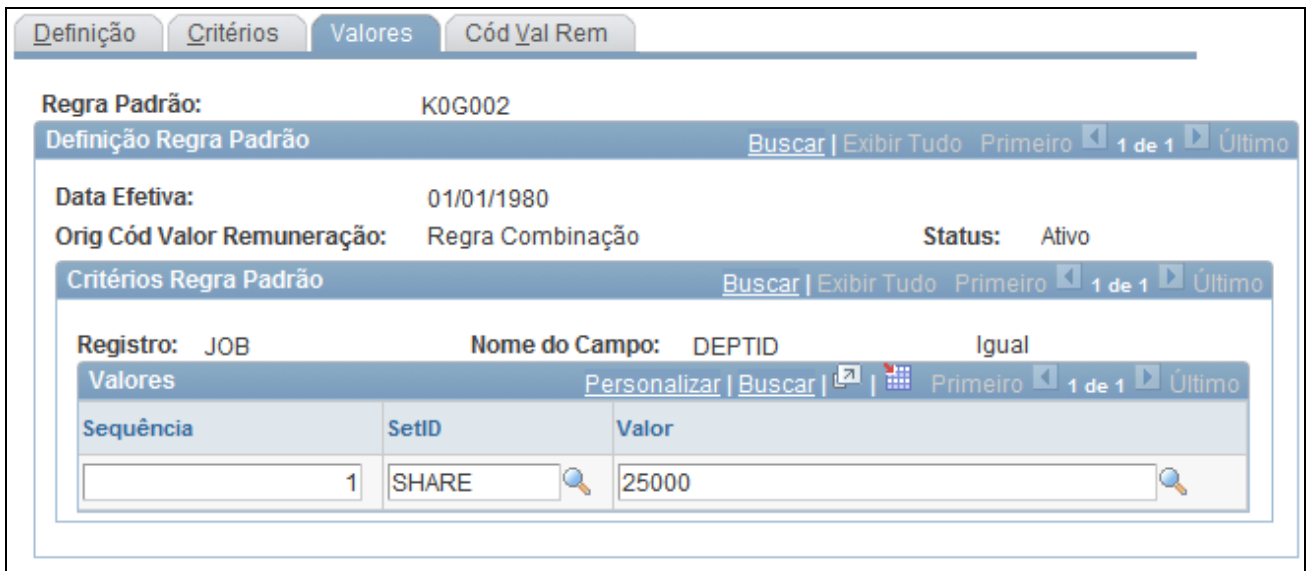 Definição Critérios Valores Cód Val Rem
Regra Padrão: K0G002
Definição Regra Padrão Buscar | Exibir Tudo Primeiro 1 de 1 Último
Data Efetiva: 01/01/1980
Orig Cód Valor Remuneração: Regra Combinação Status: Ativo
Critérios Regra Padrão Buscar | Exibir Tudo Primeiro 1 de 1 Último
Registro: JOB Nome do Campo: DEPTID Igual
Valores Personalizar | Buscar | | Primeiro 1 de 1 Último
Sequência SetID Valor
1 SHARE 25000